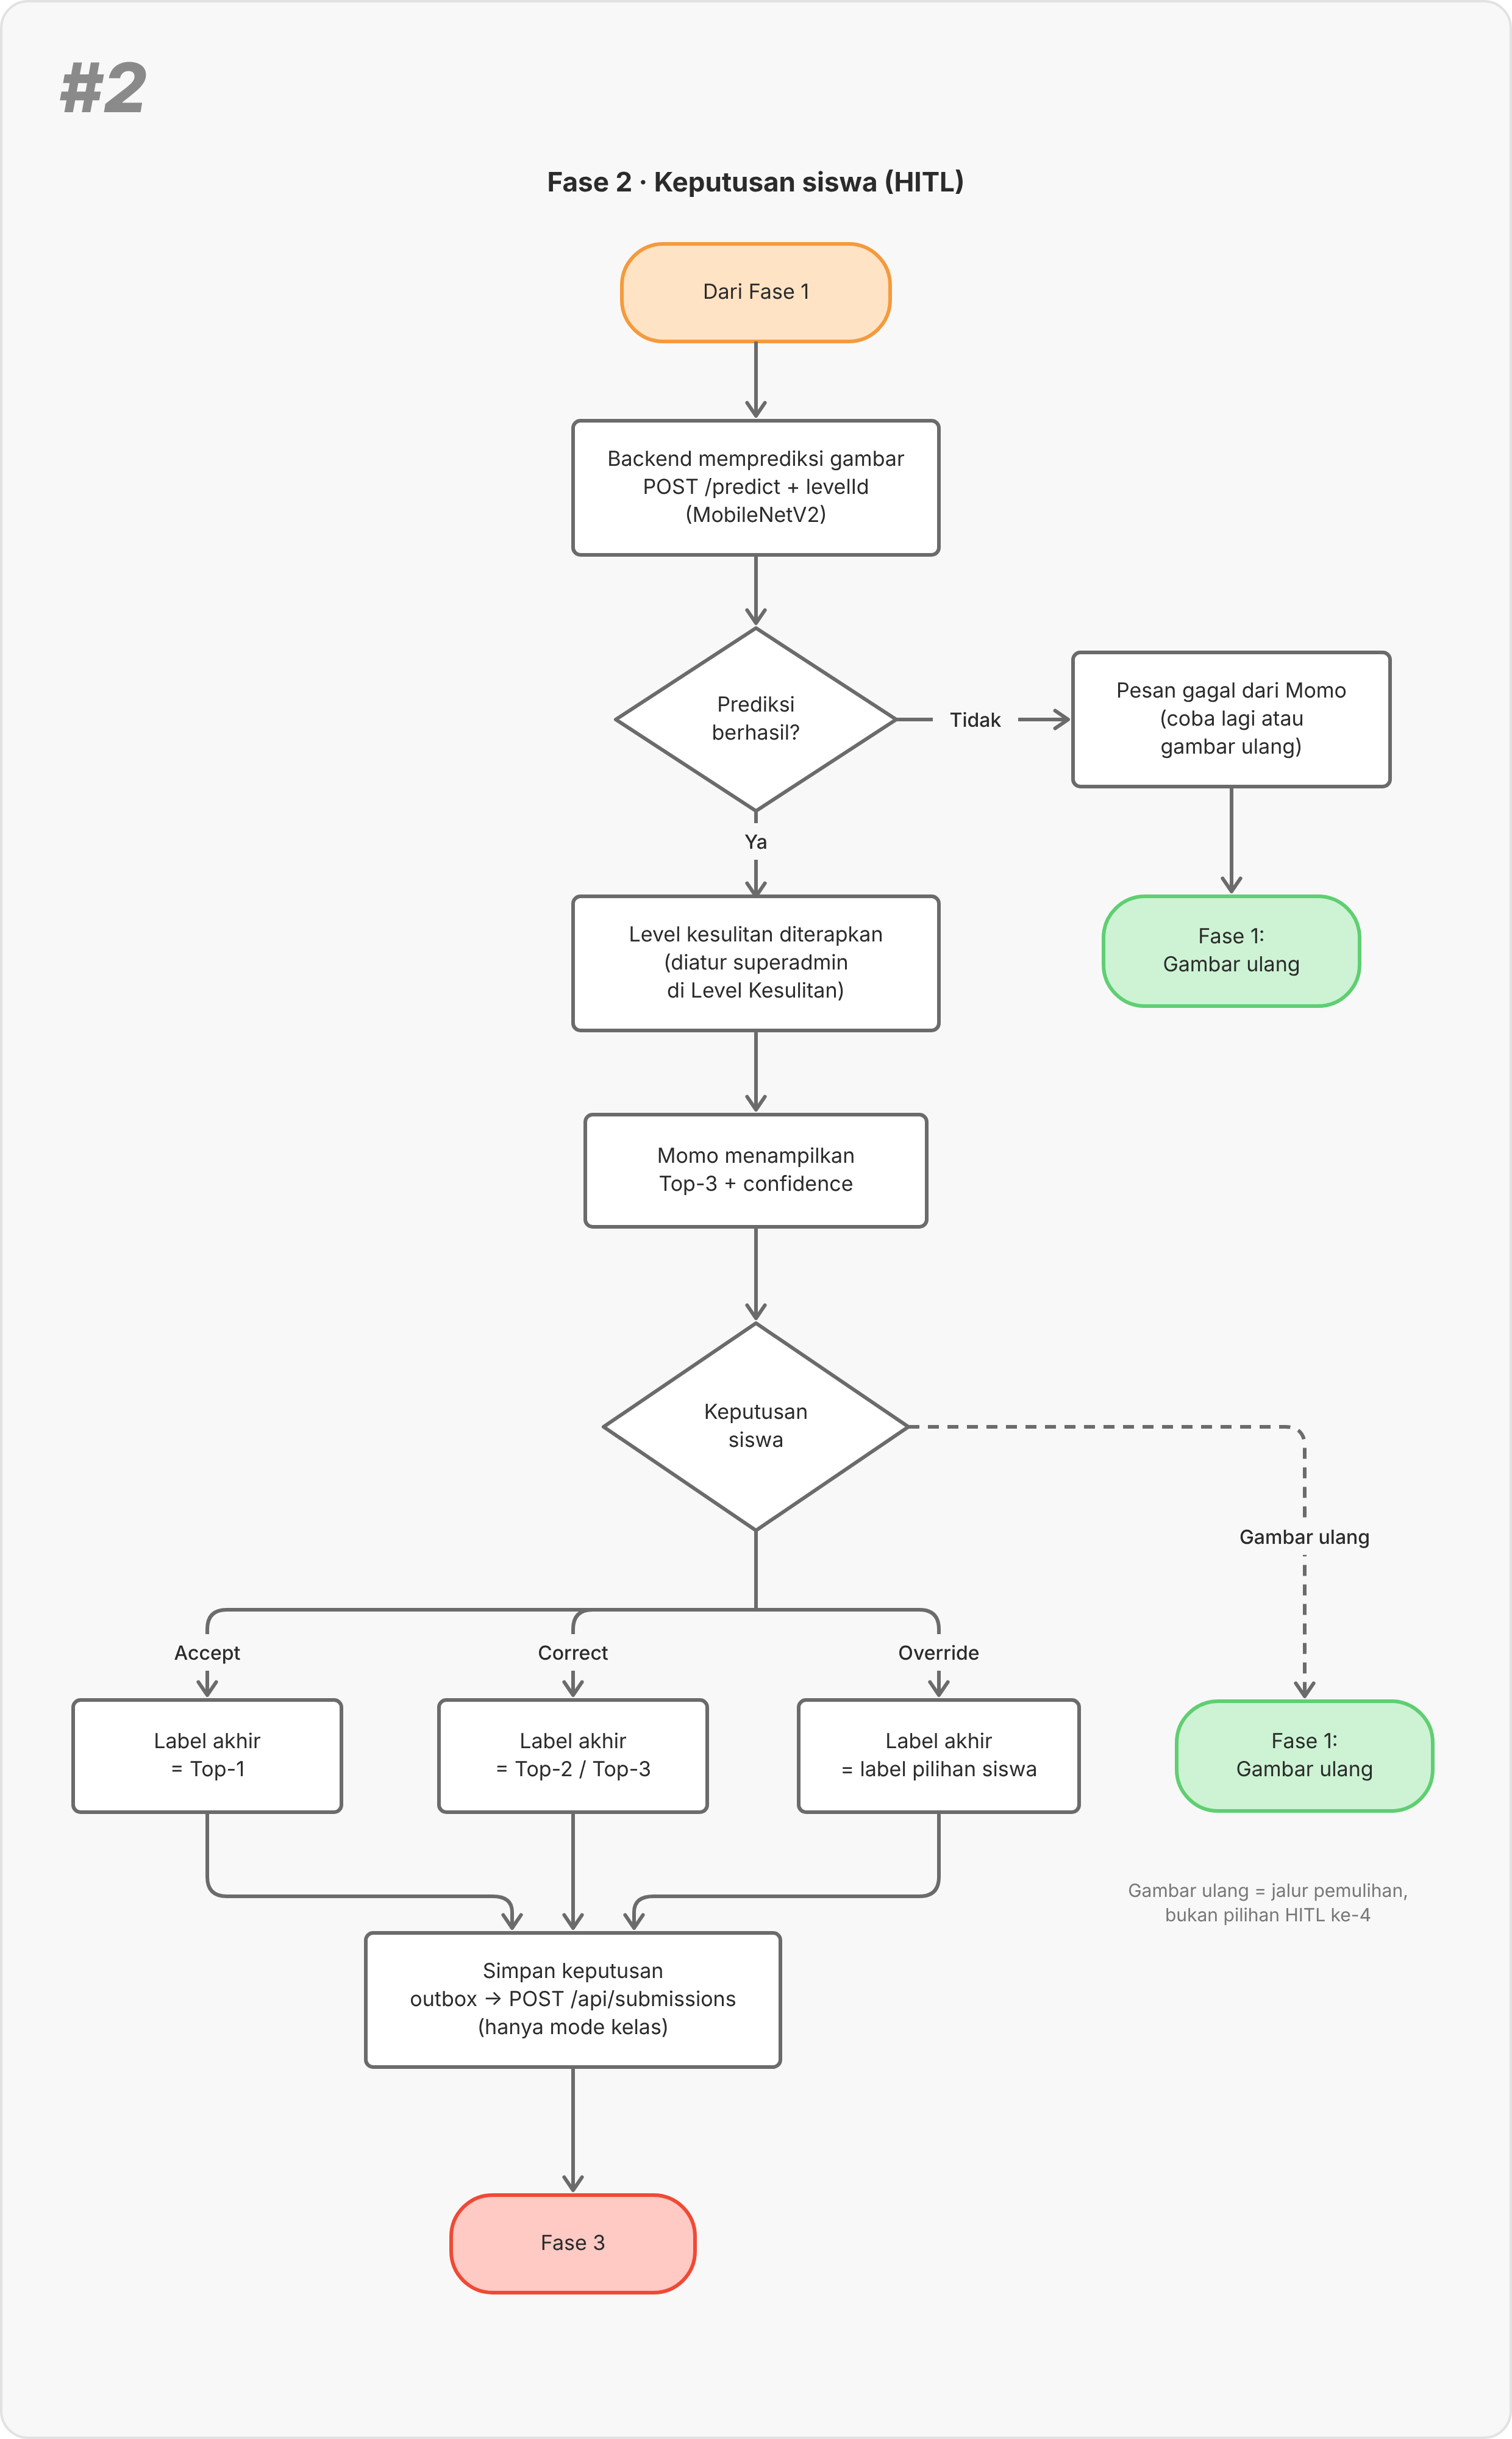 #2
Fase 2 · Keputusan siswa (HITL)
Dari Fase 1
Backend memprediksi gambar
POST /predict + levelId
(MobileNetV2)
Prediksi
berhasil?
Tidak
Pesan gagal dari Momo
(coba lagi atau
gambar ulang)
Ya
Fase 1:
Gambar ulang
Level kesulitan diterapkan
(diatur superadmin
di Level Kesulitan)
Momo menampilkan
Top-3 + confidence
Keputusan
siswa
Gambar ulang
Accept
Correct
Override
Label akhir
= Top-1
Label akhir
= Top-2 / Top-3
Label akhir
= label pilihan siswa
Fase 1:
Gambar ulang
Gambar ulang = jalur pemulihan,
bukan pilihan HITL ke-4
Simpan keputusan
outbox → POST /api/submissions
(hanya mode kelas)
Fase 3